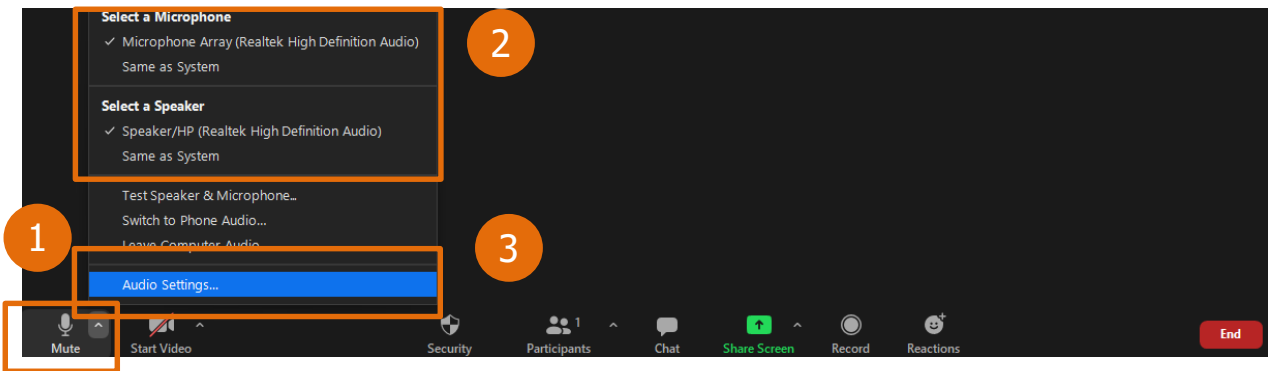 Select a Microphone
✓ Microphone Array (Realtek High Definition Audio)
Same as System
2
Select a Speaker
✓ Speaker/HP (Realtek High Definition Audio)
Same as System
Test Speaker & Microphone...
Switch to Phone Audio...
1
Leave Computer Audio
3
Audio Settings...
1
Mute Start Video Security Participants Chat Share Screen Record Reactions End